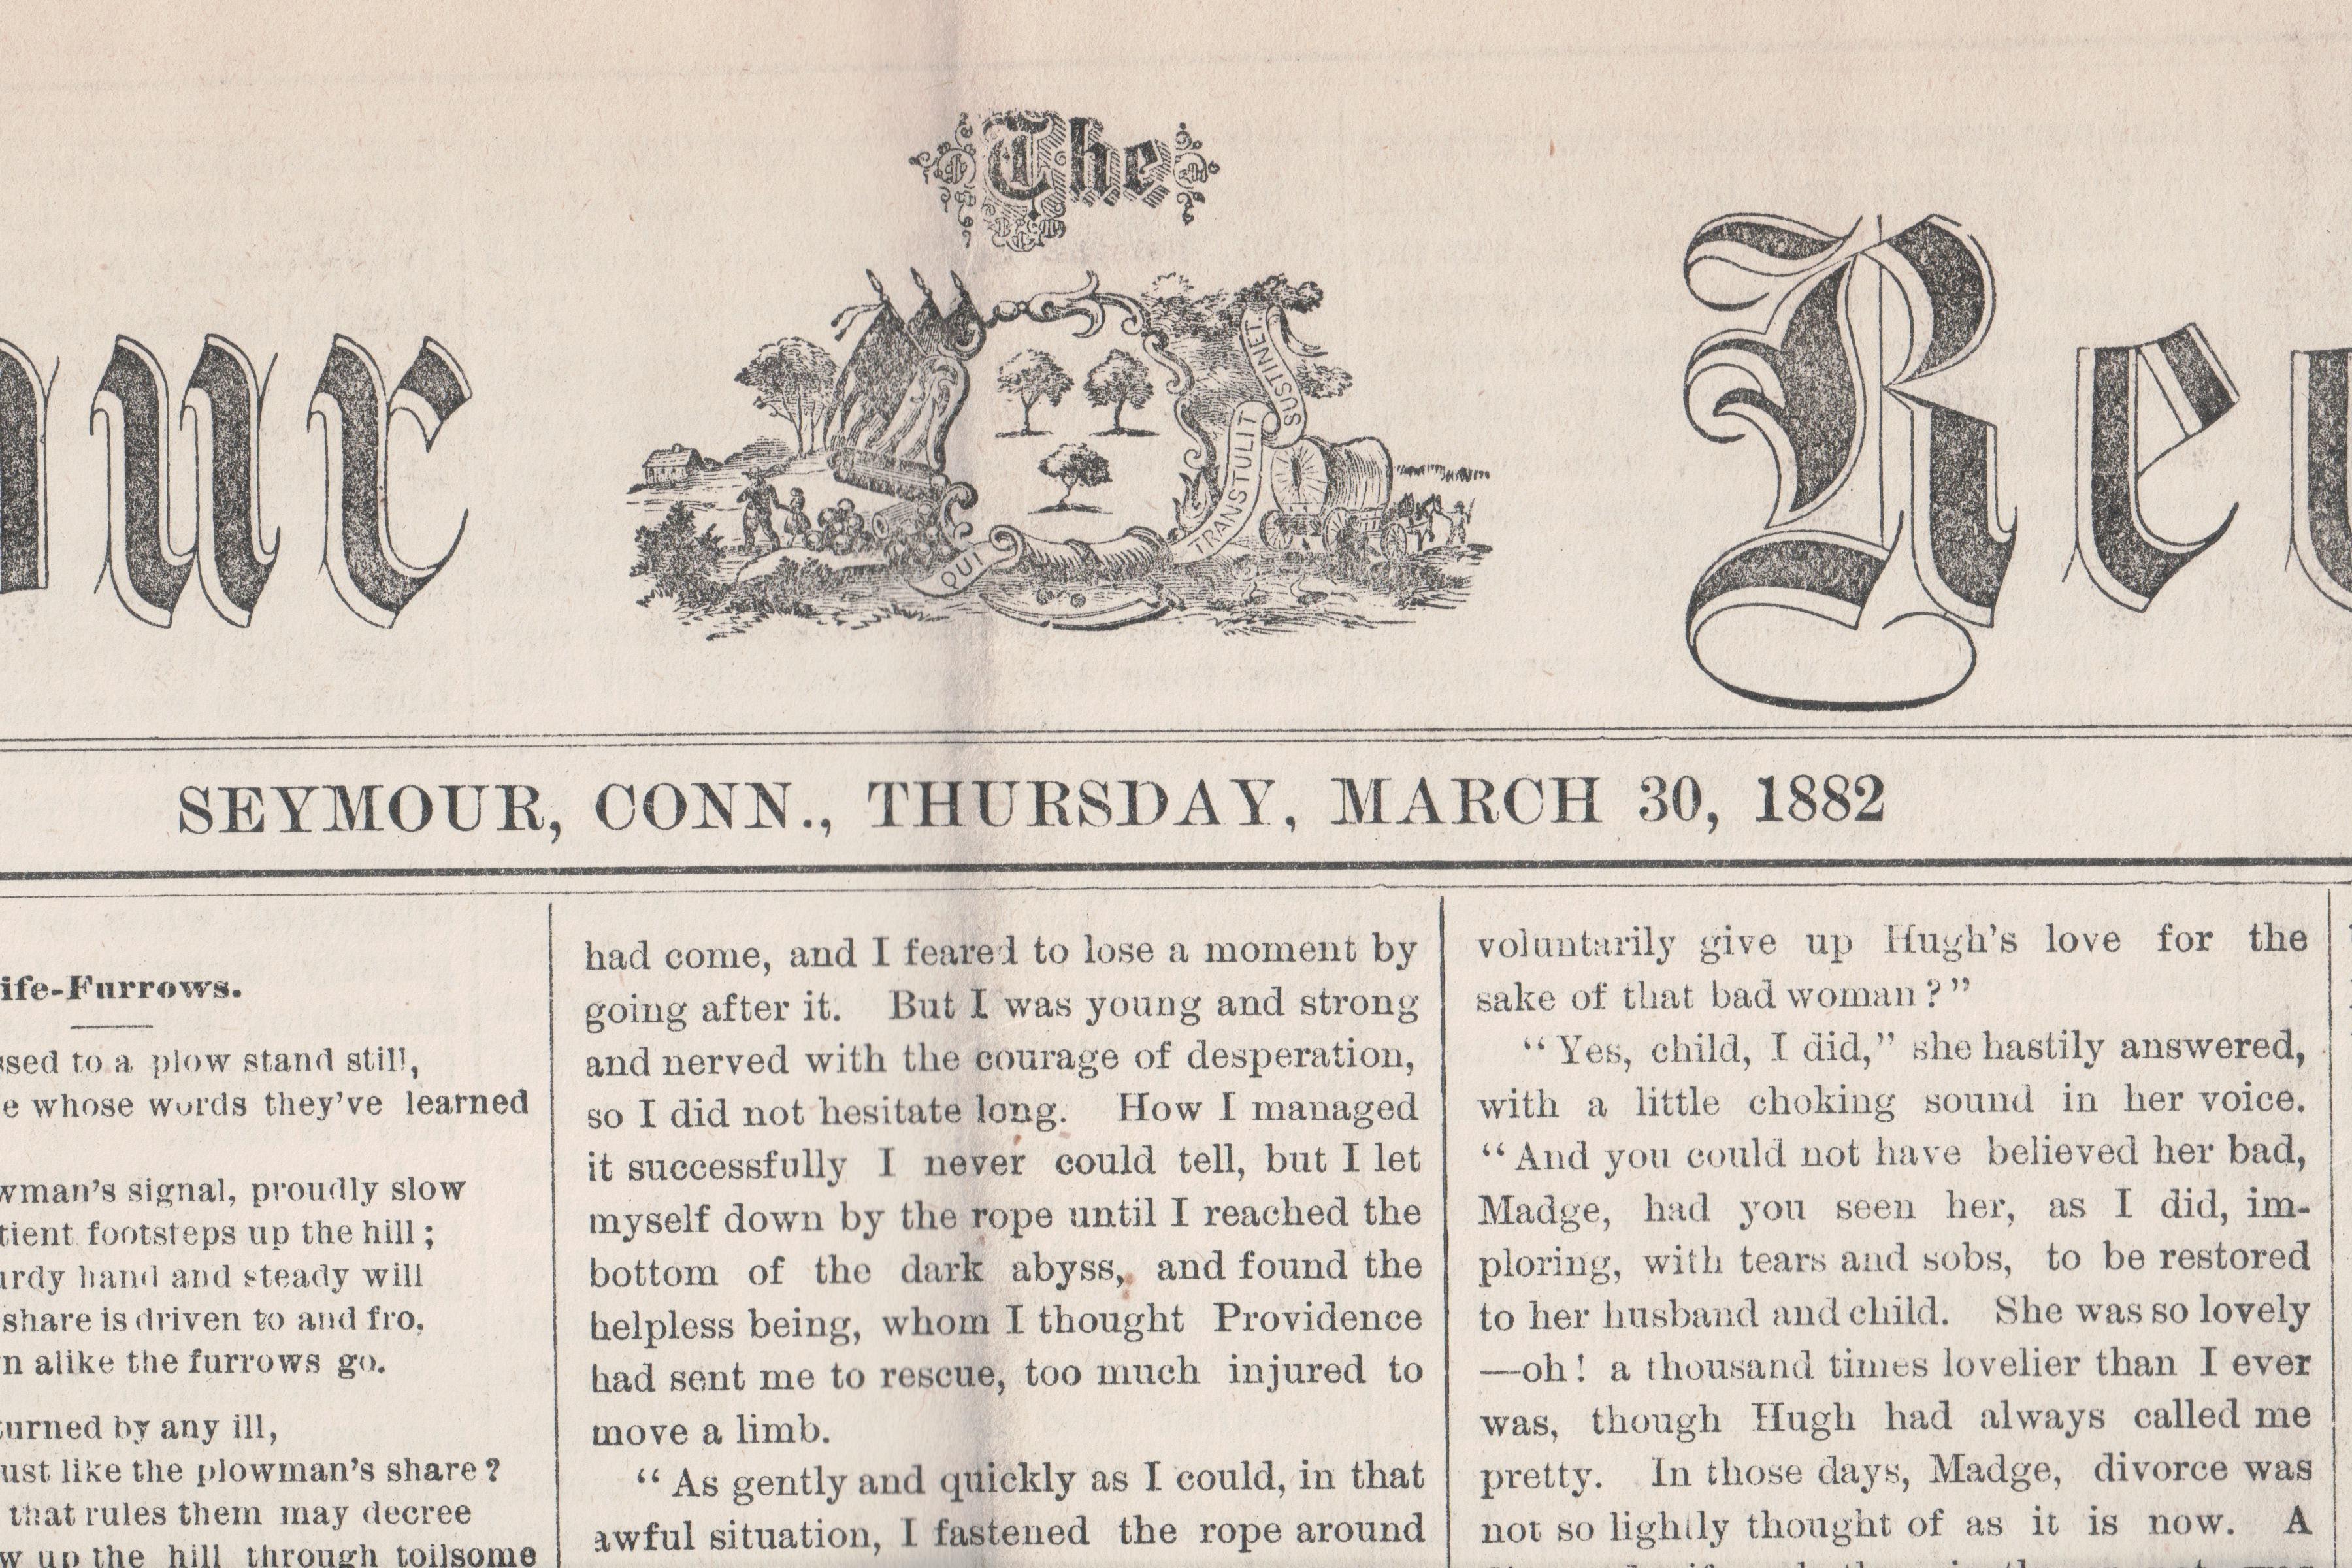 The
our Rec
QUI TRANSTULIT SUSTINET
SEYMOUR, CONN., THURSDAY, MARCH 30, 1882
ife-Furrows.
ssed to a plow stand still,
e whose words they've learned
wman's signal, proudly slow
tient footsteps up the hill;
urdy hand and steady will
share is driven to and fro,
n alike the furrows go.
turned by any ill,
ust like the plowman's share?
that rules them may decree
w up the hill through toilsome
had come, and I feared to lose a moment by
going after it. But I was young and strong
and nerved with the courage of desperation,
so I did not hesitate long. How I managed
it successfully I never could tell, but I let
myself down by the rope until I reached the
bottom of the dark abyss, and found the
helpless being, whom I thought Providence
had sent me to rescue, too much injured to
move a limb.
“As gently and quickly as I could, in that
awful situation, I fastened the rope around
voluntarily give up Hugh's love for the
sake of that bad woman?”
“Yes, child, I did,” she hastily answered,
with a little choking sound in her voice.
“And you could not have believed her bad,
Madge, had you seen her, as I did, im-
ploring, with tears and sobs, to be restored
to her husband and child. She was so lovely
—oh! a thousand times lovelier than I ever
was, though Hugh had always called me
pretty. In those days, Madge, divorce was
not so lightly thought of as it is now. A